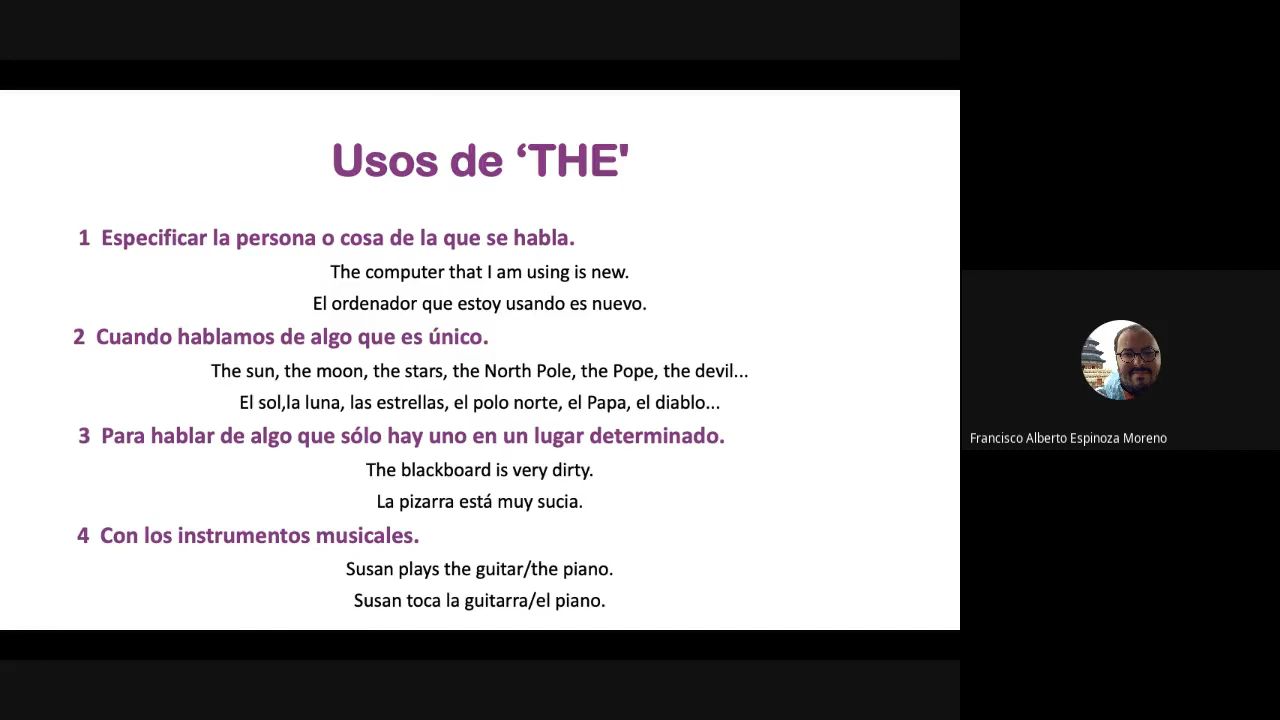 Usos de ‘THE'
1 Especificar la persona o cosa de la que se habla.
The computer that I am using is new.
El ordenador que estoy usando es nuevo.
2 Cuando hablamos de algo que es único.
The sun, the moon, the stars, the North Pole, the Pope, the devil...
El sol,la luna, las estrellas, el polo norte, el Papa, el diablo...
3 Para hablar de algo que sólo hay uno en un lugar determinado.
The blackboard is very dirty.
La pizarra está muy sucia.
4 Con los instrumentos musicales.
Susan plays the guitar/the piano.
Susan toca la guitarra/el piano.
Francisco Alberto Espinoza Moreno